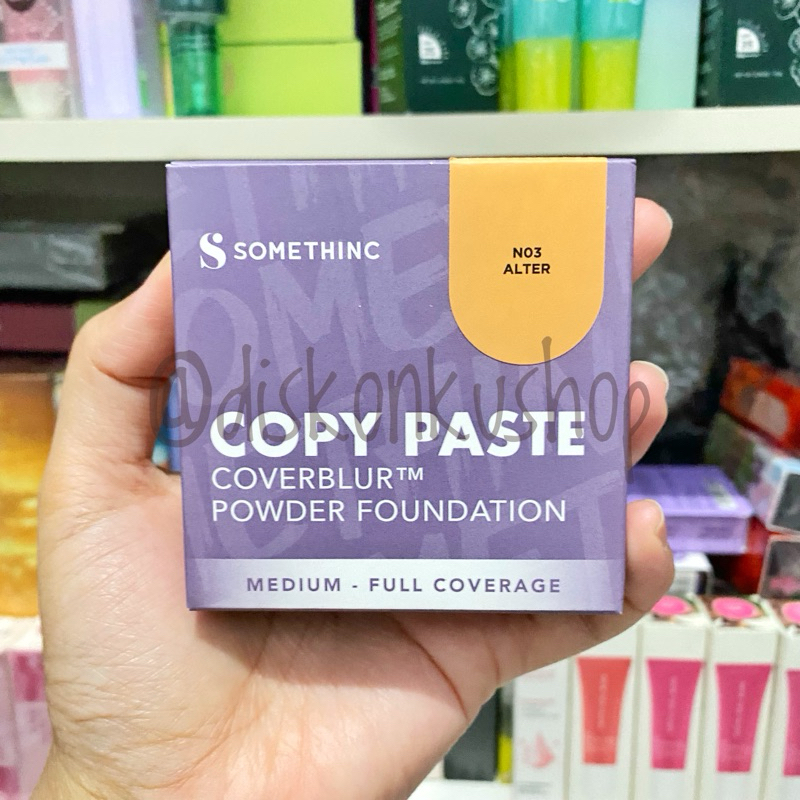 SOMETHINC
N03
ALTER
@diskonkushop
COPY PASTE
COVERBLUR™
POWDER FOUNDATION
MEDIUM - FULL COVERAGE